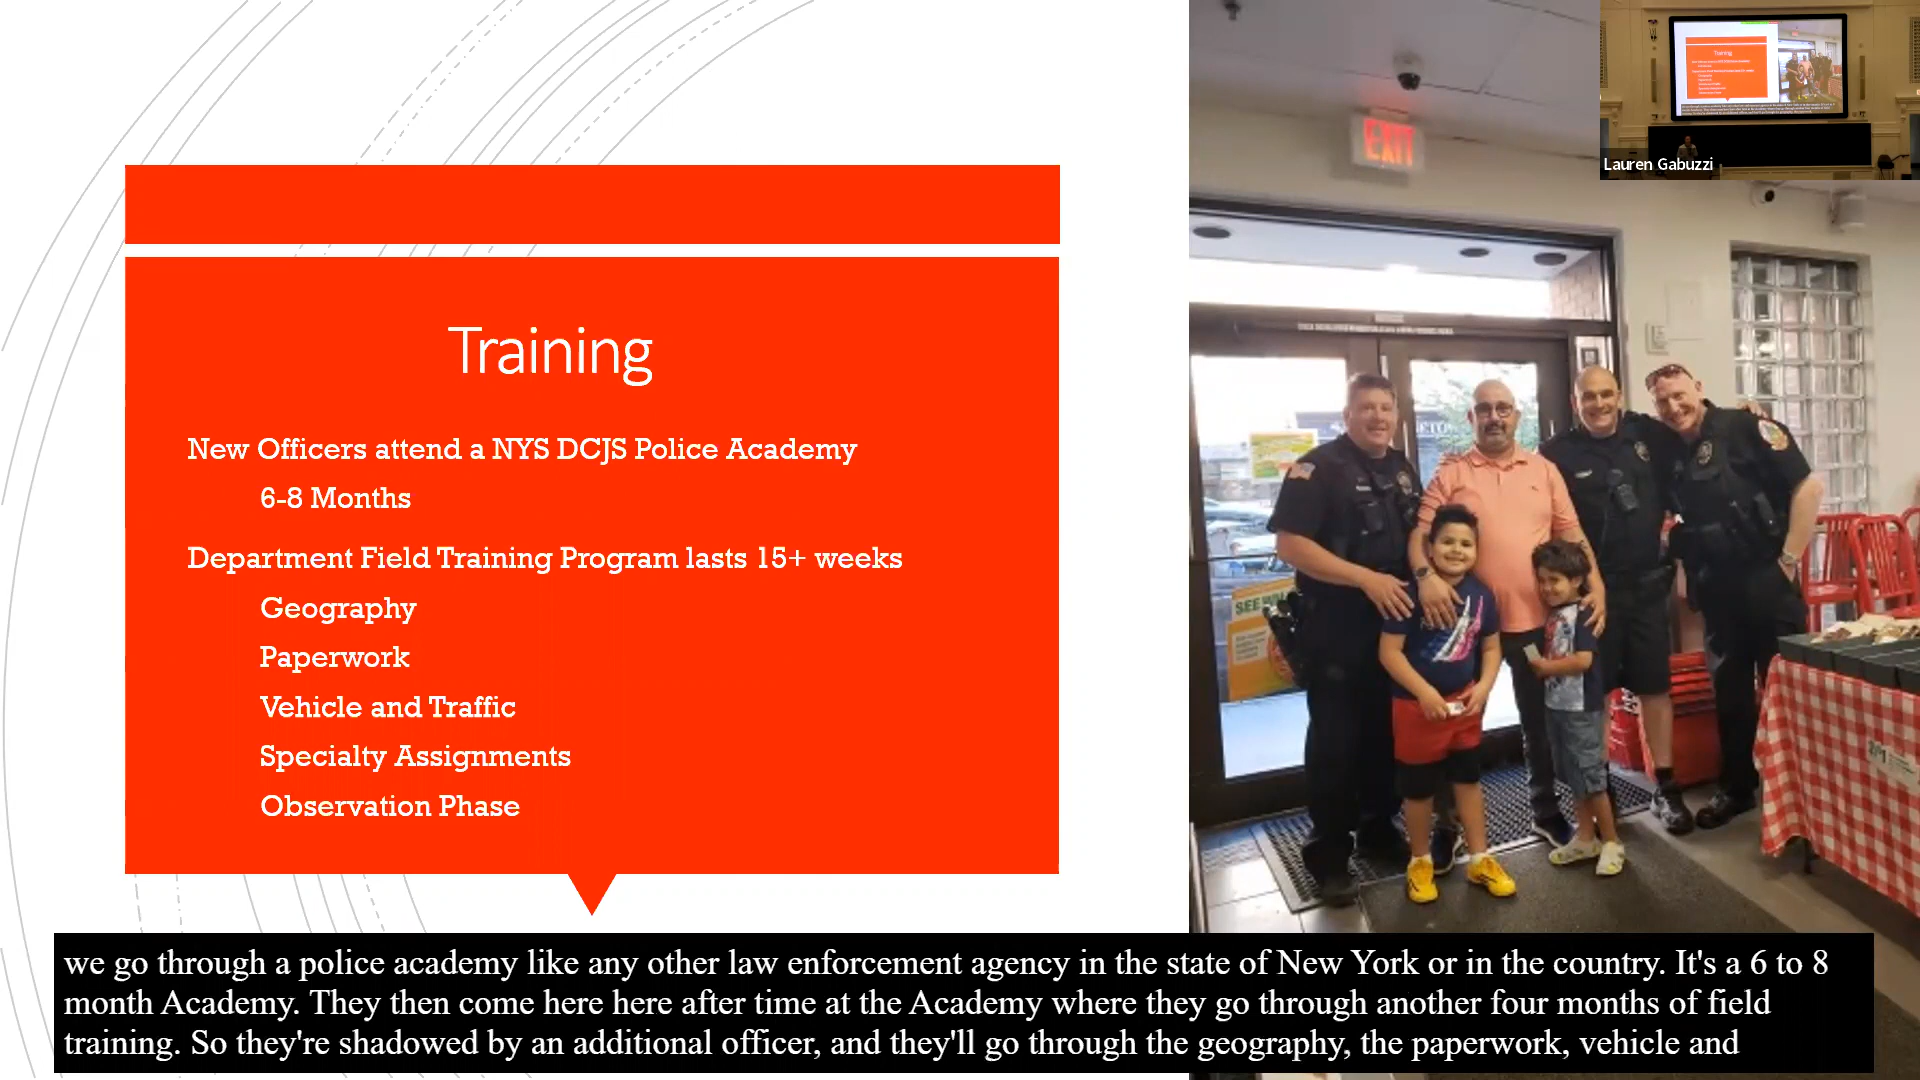 Training
New Officers attend a NYS DCJS Police Academy
6-8 Months
Department Field Training Program lasts 15+ weeks
Geography
Paperwork
Vehicle and Traffic
Specialty Assignments
Observation Phase
EXIT
SEE
Lauren Gabuzzi
Training
we go through a police academy like any other law enforcement agency in the state of New York or in the country. It's a 6 to 8
month Academy. They then come here here after time at the Academy where they go through another four months of field
training. So they're shadowed by an additional officer, and they'll go through the geography, the paperwork, vehicle and